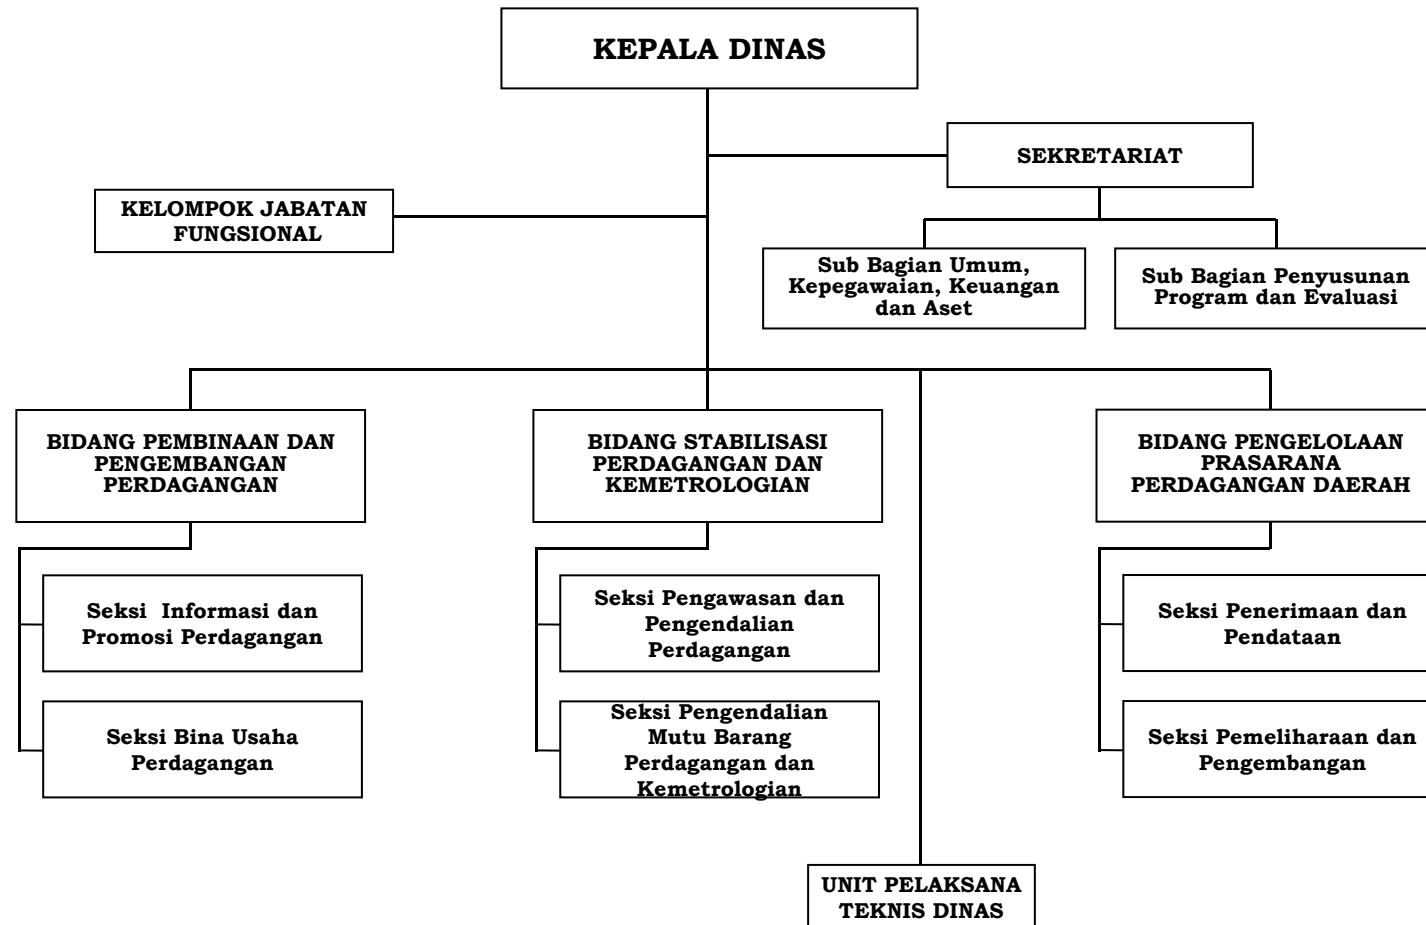 KEPALA DINAS
SEKRETARIAT
KELOMPOK JABATAN
FUNGSIONAL
Sub Bagian Umum,
Kepegawaian, Keuangan
dan Aset
Sub Bagian Penyusunan
Program dan Evaluasi
BIDANG PEMBINAAN DAN
PENGEMBANGAN
PERDAGANGAN
BIDANG STABILISASI
PERDAGANGAN DAN
KEMETROLOGIAN
BIDANG PENGELOLAAN
PRASARANA
PERDAGANGAN DAERAH
Seksi  Informasi dan
Promosi Perdagangan
Seksi Pengawasan dan
Pengendalian
Perdagangan
Seksi Penerimaan dan
Pendataan
Seksi Bina Usaha
Perdagangan
Seksi Pengendalian
Mutu Barang
Perdagangan dan
Kemetrologian
Seksi Pemeliharaan dan
Pengembangan
UNIT PELAKSANA
TEKNIS DINAS